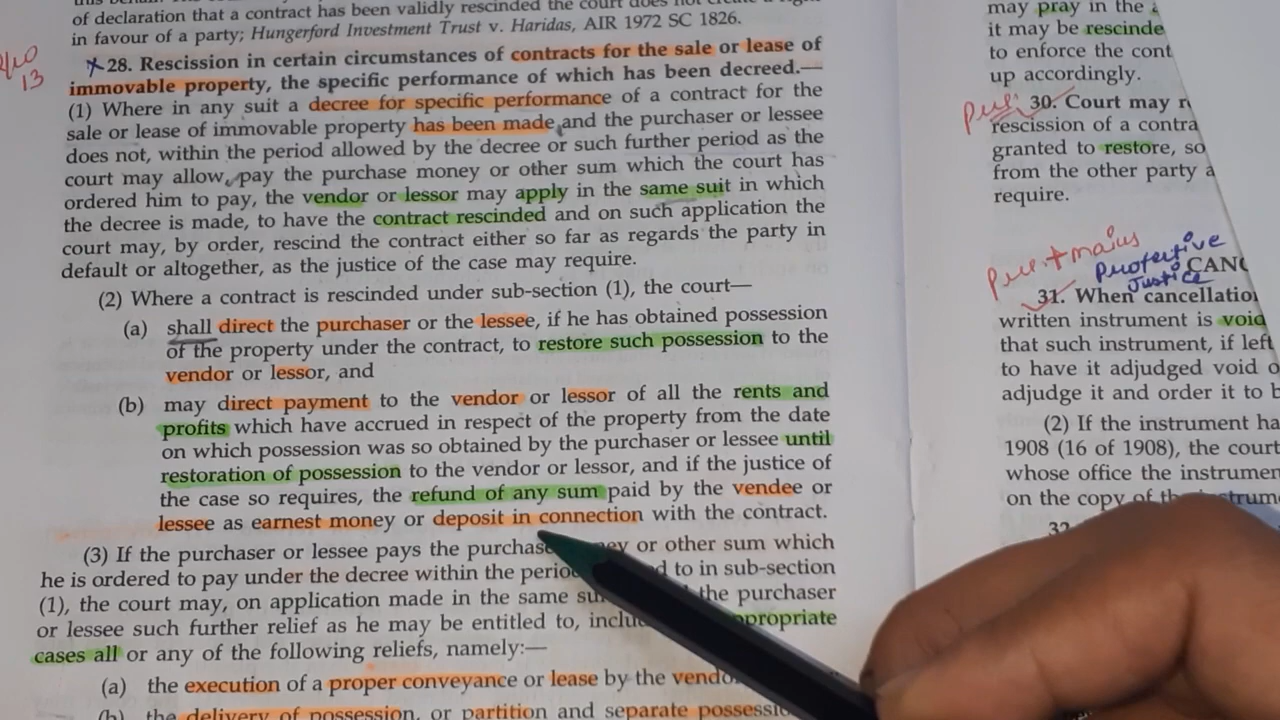 of declaration that a contract has been validly rescinded the court does not create a
in favour of a party; Hungerford Investment Trust v. Haridas, AIR 1972 SC 1826.
28. Rescission in certain circumstances of contracts for the sale or lease of
immovable property, the specific performance of which has been decreed.—
(1) Where in any suit a decree for specific performance of a contract for the
sale or lease of immovable property has been made and the purchaser or lessee
does not, within the period allowed by the decree or such further period as the
court may allow, pay the purchase money or other sum which the court has
ordered him to pay, the vendor or lessor may apply in the same suit in which
the decree is made, to have the contract rescinded and on such application the
court may, by order, rescind the contract either so far as regards the party in
default or altogether, as the justice of the case may require.
(2) Where a contract is rescinded under sub-section (1), the court—
(a) shall direct the purchaser or the lessee, if he has obtained possession
of the property under the contract, to restore such possession to the
vendor or lessor, and
(b) may direct payment to the vendor or lessor of all the rents and
profits which have accrued in respect of the property from the date
on which possession was so obtained by the purchaser or lessee until
restoration of possession to the vendor or lessor, and if the justice of
the case so requires, the refund of any sum paid by the vendee or
lessee as earnest money or deposit in connection with the contract.
(3) If the purchaser or lessee pays the purchase or other sum which
he is ordered to pay under the decree within the period to in sub-section
(1), the court may, on application made in the same the purchaser
or lessee such further relief as he may be entitled to,
cases all or any of the following reliefs, namely:—
(a) the execution of a proper conveyance or lease by the
(b) the delivery of possession, or partition and separate
13
may pray in the
it may be
to enforce the cont
up accordingly.
30. Court may
rescission of a contra
granted to restore, so
from the other party a
require.
Protective
Justice
CANC
31. When
written instrument is void
that such instrument, if left
to have it adjudged void o
adjudge it and order it to
(2) If the instrument ha
1908 (16 of 1908), the court
whose office the
on the copy of
32